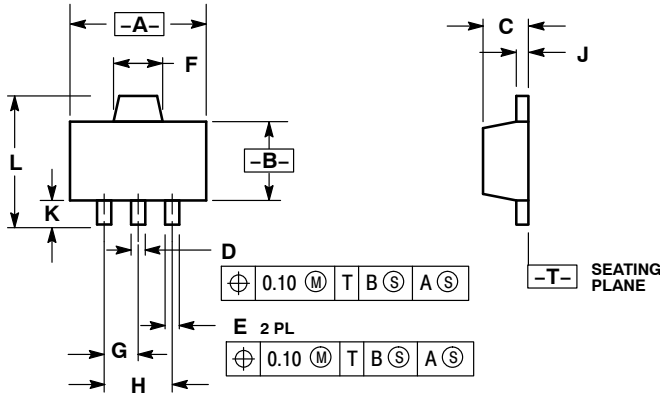 –A–
C
F
J
L
–B–
K
D
⌖ 0.10 Ⓜ T B Ⓢ A Ⓢ
–T– SEATING
PLANE
E 2 PL
⌖ 0.10 Ⓜ T B Ⓢ A Ⓢ
G
H